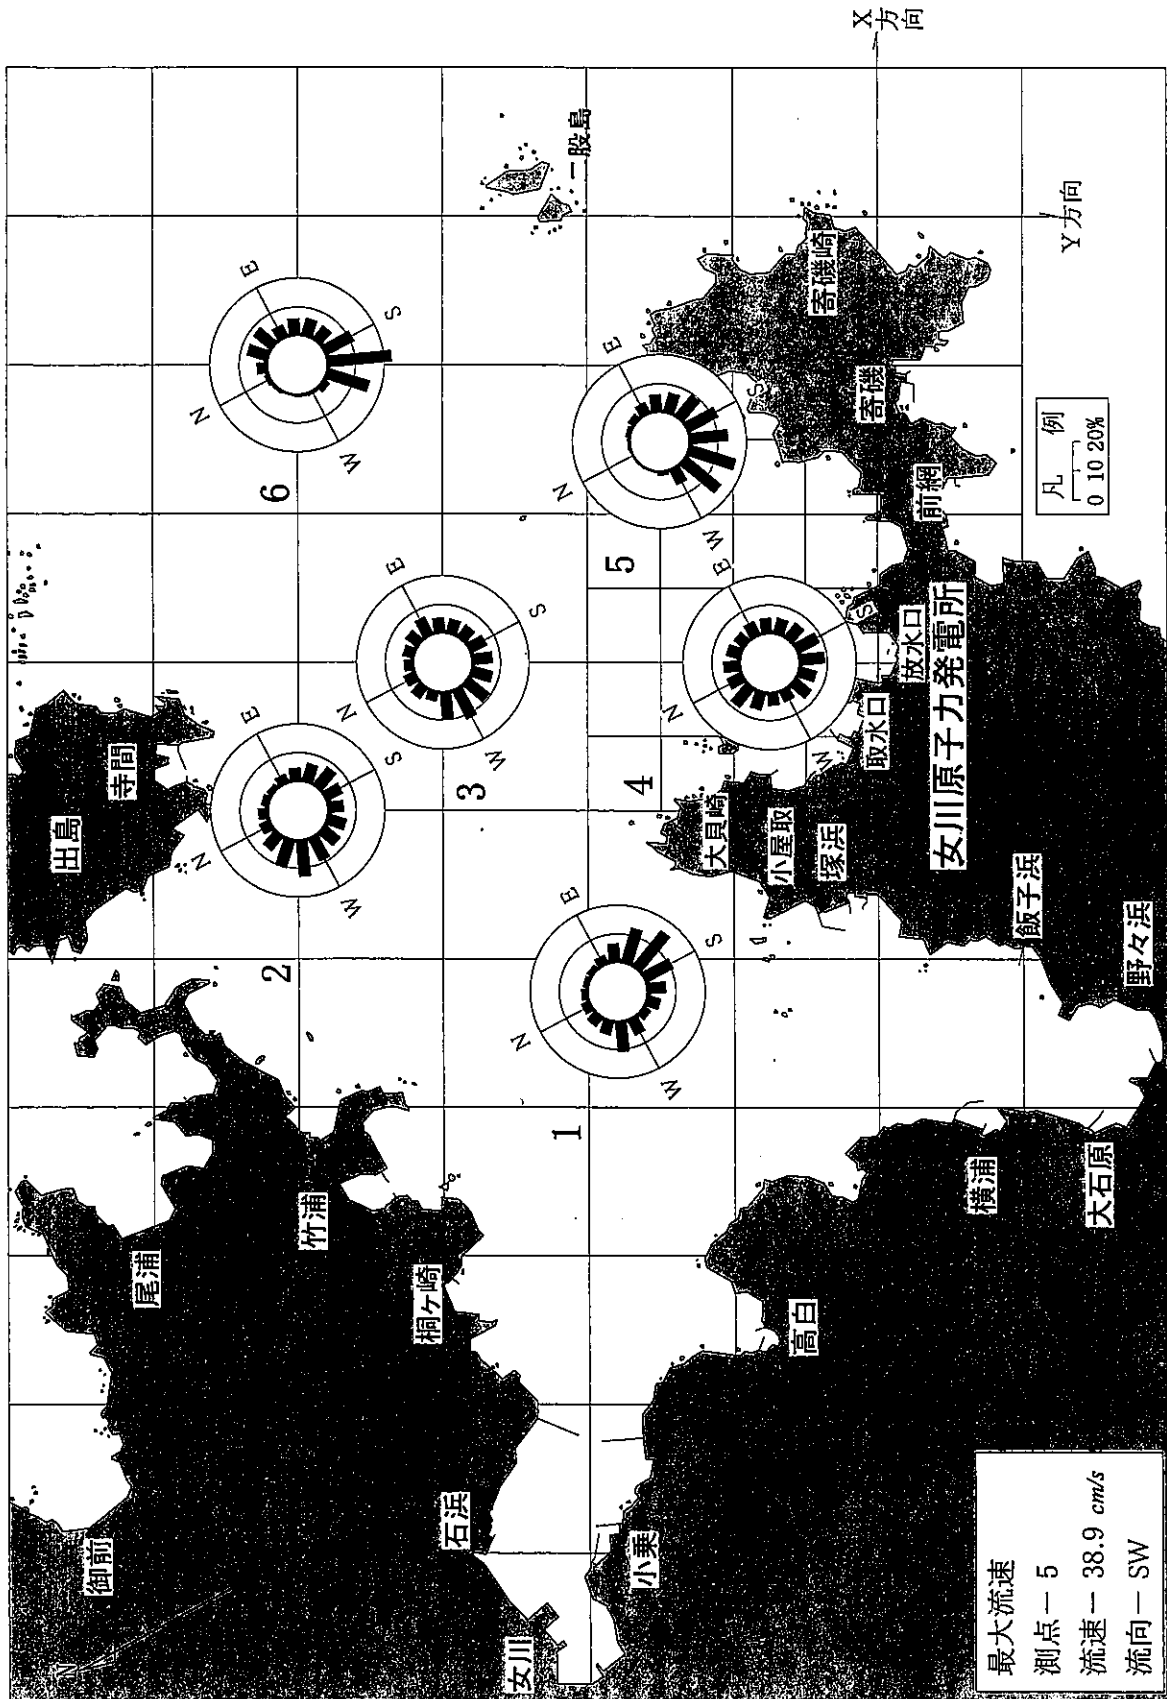 御前
尾浦
竹浦
桐ケ崎
石浜
女川
小乗
高白
横浦
大石原
野々浜
飯子浜
塚浜
小屋取
大貝崎
取水口
放水口
女川原子力発電所
前網
寄磯
寄磯崎
二股島
出島
寺間
1
N
E
S
W
2
N
E
S
W
3
N
E
S
W
4
N
E
S
W
5
N
E
S
W
6
N
E
S
W
X
方向
Y方向
N
凡 例
0 10 20%
最大流速
測点ー 5
流速ー 38.9 cm/s
流向ー SW